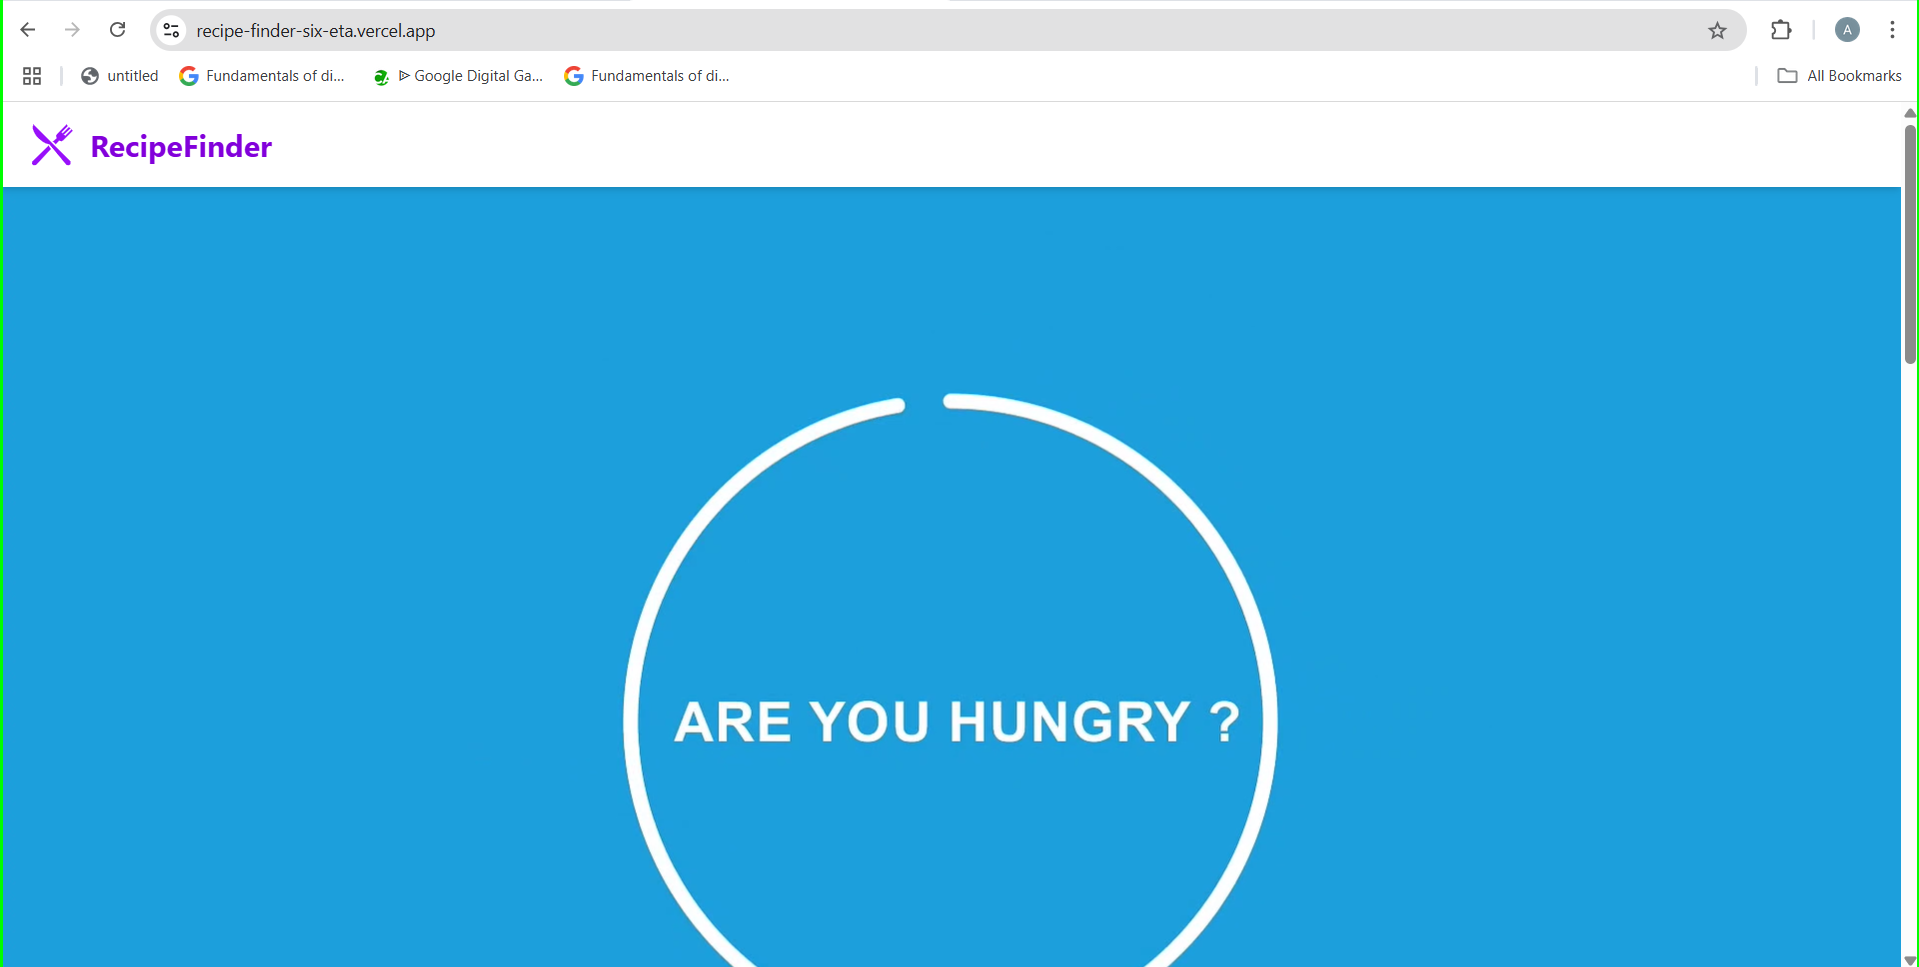 recipe-finder-six-eta.vercel.app
A
untitled
Fundamentals of di...
Google Digital Ga...
Fundamentals of di...
All Bookmarks
RecipeFinder
ARE YOU HUNGRY ?